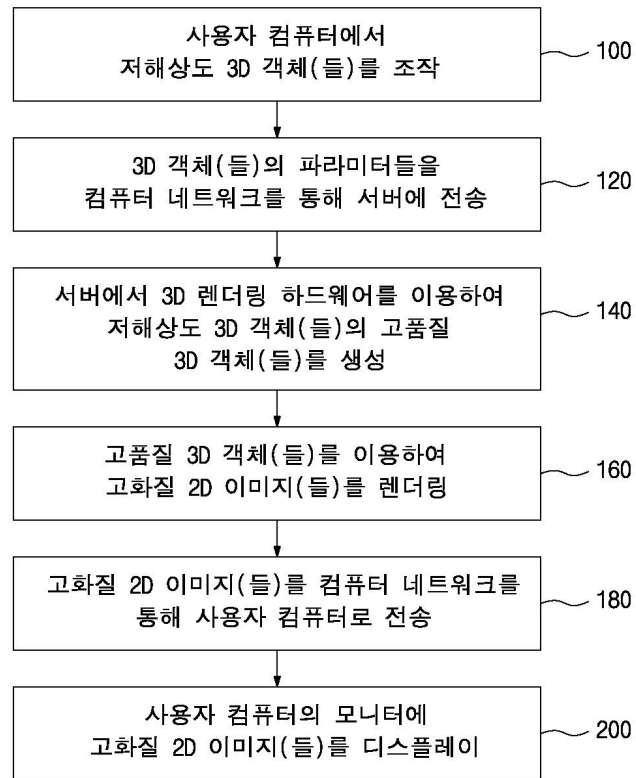 사용자 컴퓨터에서
저해상도 3D 객체(들)를 조작
100
3D 객체(들)의 파라미터들을
컴퓨터 네트워크를 통해 서버에 전송
120
서버에서 3D 렌더링 하드웨어를 이용하여
저해상도 3D 객체(들)의 고품질
3D 객체(들)를 생성
140
고품질 3D 객체(들)를 이용하여
고화질 2D 이미지(들)를 렌더링
160
고화질 2D 이미지(들)를 컴퓨터 네트워크를
통해 사용자 컴퓨터로 전송
180
사용자 컴퓨터의 모니터에
고화질 2D 이미지(들)를 디스플레이
200